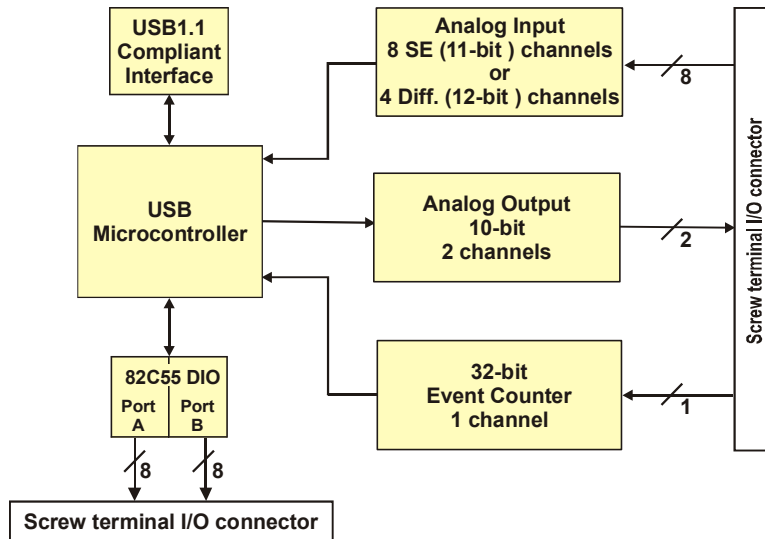 USB1.1
Compliant
Interface
Analog Input
8 SE (11-bit ) channels
or
4 Diff. (12-bit ) channels
8
USB
Microcontroller
Analog Output
10-bit
2 channels
2
Screw terminal I/O connector
82C55 DIO
Port
A
Port
B
32-bit
Event Counter
1 channel
1
8
8
Screw terminal I/O connector